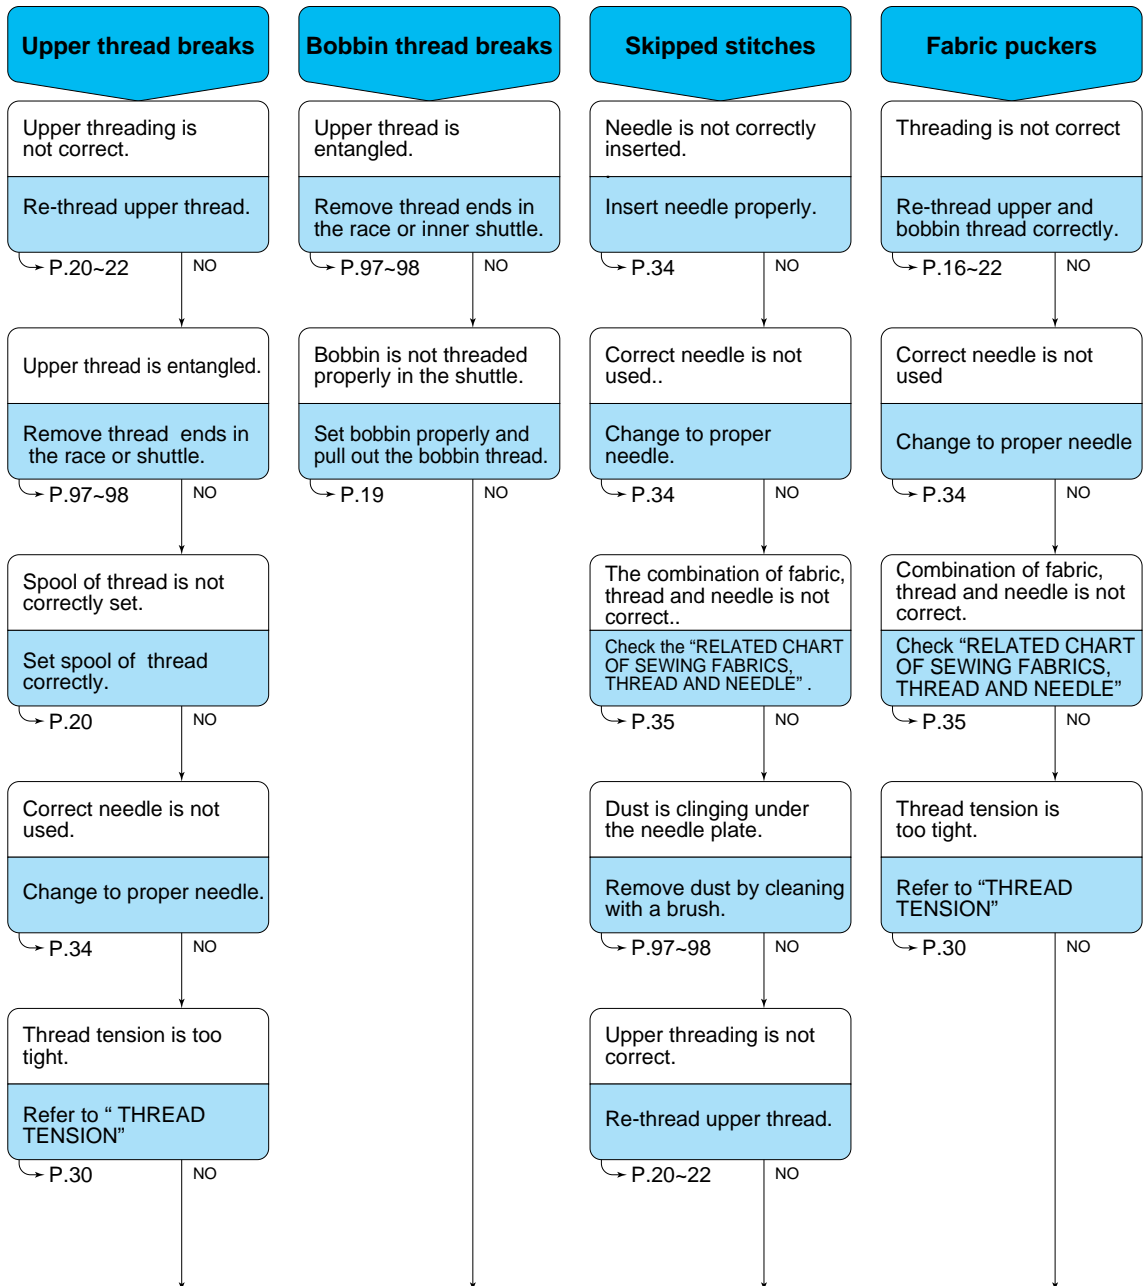 Upper thread breaks
Upper threading is
not correct.
Re-thread upper thread.
P.20~22
NO
Upper thread is entangled.
Remove thread ends in
the race or shuttle.
P.97~98
NO
Spool of thread is not
correctly set.
Set spool of thread
correctly.
P.20
NO
Correct needle is not
used.
Change to proper needle.
P.34
NO
Thread tension is too
tight.
Refer to “ THREAD
TENSION”
P.30
NO
Bobbin thread breaks
Upper thread is
entangled.
Remove thread ends in
the race or inner shuttle.
P.97~98
NO
Bobbin is not threaded
properly in the shuttle.
Set bobbin properly and
pull out the bobbin thread.
P.19
NO
Skipped stitches
Needle is not correctly
inserted.
.
Insert needle properly.
P.34
NO
Correct needle is not
used..
Change to proper
needle.
P.34
NO
The combination of fabric,
thread and needle is not
correct..
Check the “RELATED CHART
OF SEWING FABRICS,
THREAD AND NEEDLE” .
P.35
NO
Dust is clinging under
the needle plate.
Remove dust by cleaning
with a brush.
P.97~98
NO
Upper threading is not
correct.
Re-thread upper thread.
P.20~22
NO
Fabric puckers
Threading is not correct
Re-thread upper and
bobbin thread correctly.
P.16~22
NO
Correct needle is not
used
Change to proper needle
P.34
NO
Combination of fabric,
thread and needle is not
correct.
Check “RELATED CHART
OF SEWING FABRICS,
THREAD AND NEEDLE”
P.35
NO
Thread tension is
too tight.
Refer to “THREAD
TENSION”
P.30
NO